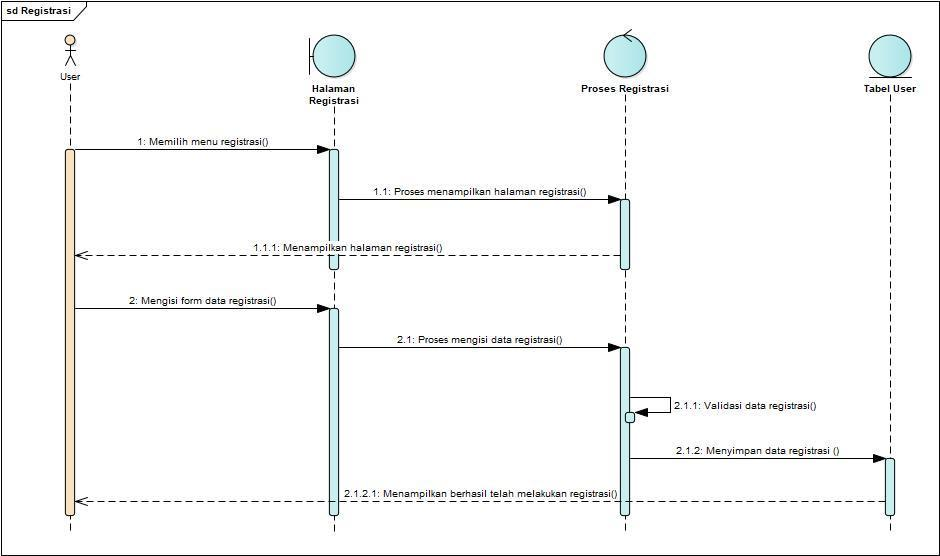 sd Registrasi
User
Halaman
Registrasi
Proses Registrasi
Tabel User
1: Memilih menu registrasi()
1.1: Proses menampilkan halaman registrasi()
1.1.1: Menampilkan halaman registrasi()
2: Mengisi form data registrasi()
2.1: Proses mengisi data registrasi()
2.1.1: Validasi data registrasi()
2.1.2: Menyimpan data registrasi ()
2.1.2.1: Menampilkan berhasil telah melakukan registrasi()